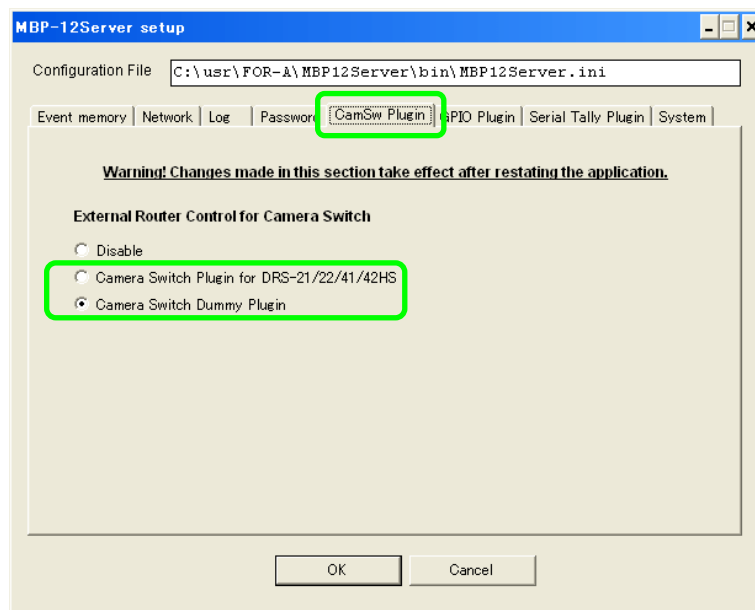 MBP-12Server setup
Configuration File C:\usr\FOR-A\MBP12Server\bin\MBP12Server.ini
Event memory Network Log Password CamSw Plugin GPIO Plugin Serial Tally Plugin System
Warning! Changes made in this section take effect after restating the application.
External Router Control for Camera Switch
Disable
Camera Switch Plugin for DRS-21/22/41/42HS
Camera Switch Dummy Plugin
OK Cancel